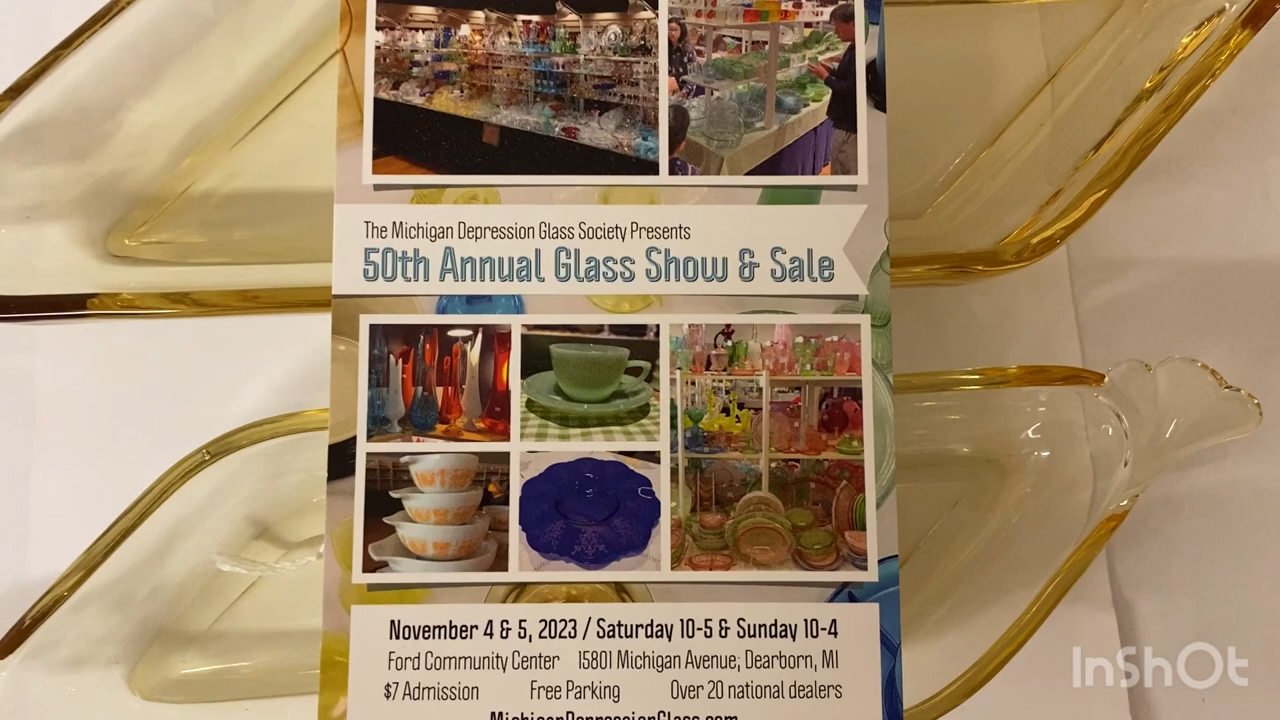 The Michigan Depression Glass Society Presents
50th Annual Glass Show & Sale
November 4 & 5, 2023 / Saturday 10-5 & Sunday 10-4
Ford Community Center 15801 Michigan Avenue; Dearborn, MI
$7 Admission Free Parking Over 20 national dealers
MichiganDepressionGlass.com
InShOt